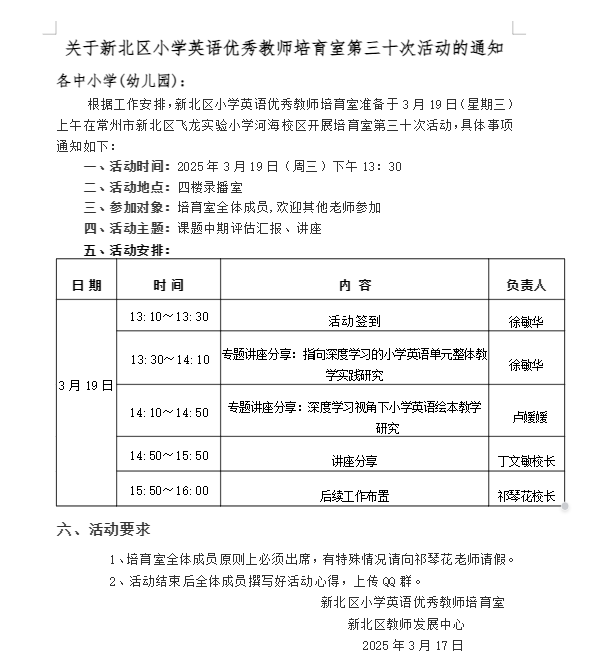 关于新北区小学英语优秀教师培育室第三十次活动的通知
各中小学(幼儿园)：
根据工作安排,新北区小学英语优秀教师培育室准备于3月19日(星期三)
上午在常州市新北区飞龙实验小学河海校区开展培育室第三十次活动,具体事项
通知如下：
一、活动时间：2025年3月19日（周三）下午13：30
二、活动地点：四楼录播室
三、参加对象：培育室全体成员,欢迎其他老师参加
四、活动主题：课题中期评估汇报、讲座
五、活动安排：
日 期 时 间 内 容 负责人
13:10～13:30 活动签到 徐敏华
13:30～14:10 专题讲座分享：指向深度学习的小学英语单元整体教
学实践研究 徐敏华
3月19日
14:10～14:50 专题讲座分享：深度学习视角下小学英语绘本教学
研究 卢媛媛
14:50～15:50 讲座分享 丁文敏校长
15:50～16:00 后续工作布置 祁琴花校长
六、活动要求
1、培育室全体成员原则上必须出席，有特殊情况请向祁琴花老师请假。
2、活动结束后全体成员撰写好活动心得，上传QQ群。
新北区小学英语优秀教师培育室
新北区教师发展中心
2025年3月17日